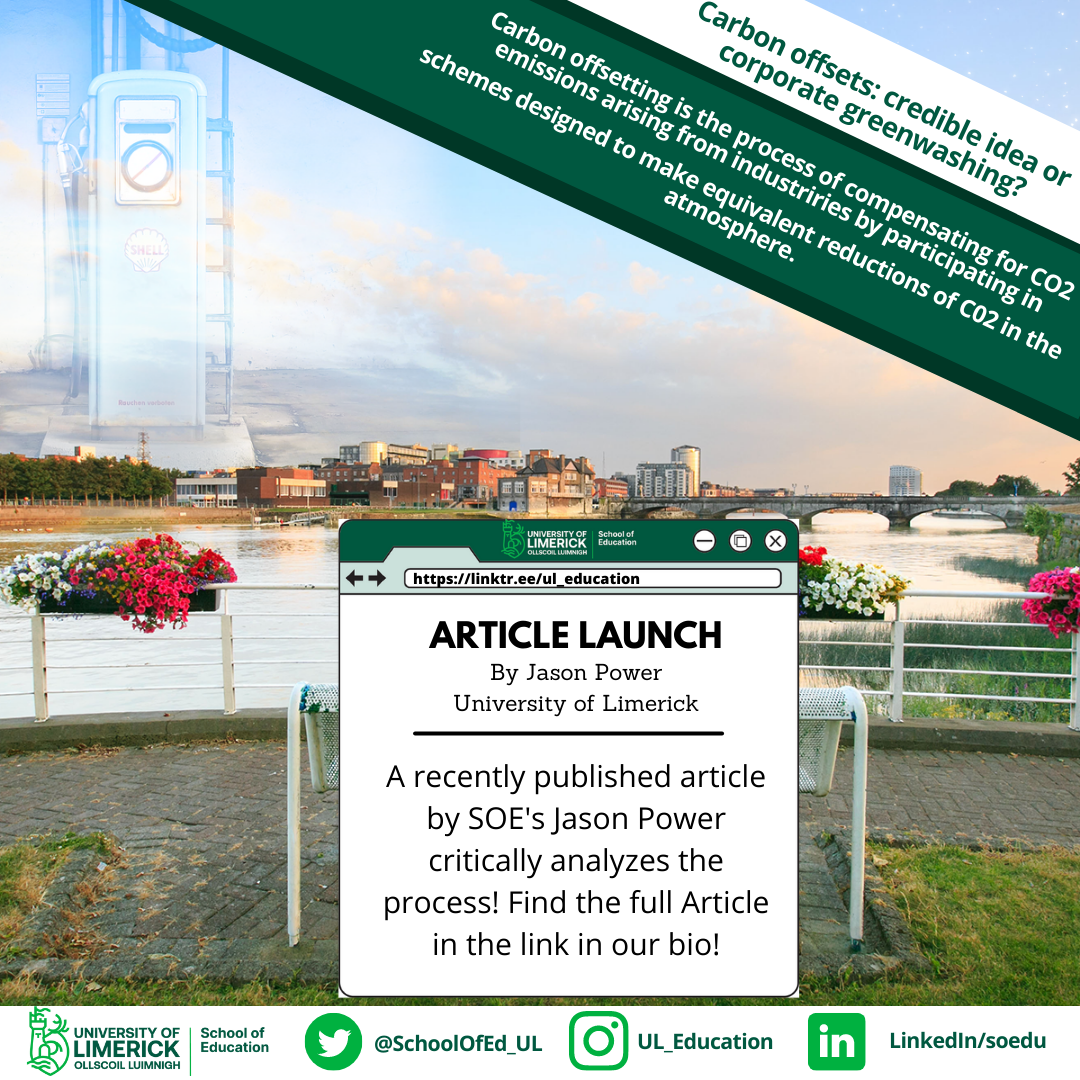 Carbon offsets: credible idea or
corporate greenwashing?
Carbon offsetting is the process of compensating for CO2
emissions arising from industriries by participating in
schemes designed to make equivalent reductions of C02 in the
atmosphere.
SHELL
Rauchen verboten
UNIVERSITY OF
LIMERICK
OLLSCOIL LUIMNIGH
School of
Education
https://linktr.ee/ul_education
ARTICLE LAUNCH
By Jason Power
University of Limerick
A recently published article
by SOE's Jason Power
critically analyzes the
process! Find the full Article
in the link in our bio!
UNIVERSITY OF
LIMERICK
OLLSCOIL LUIMNIGH
School of
Education
@SchoolOfEd_UL
UL_Education
in
LinkedIn/soedu